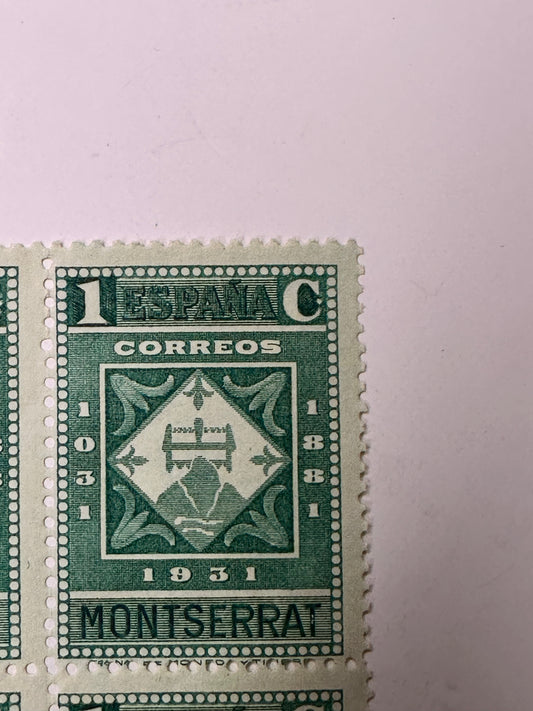 1 ESPAÑA C
CORREOS
1031
1881
1931
MONTSERRAT